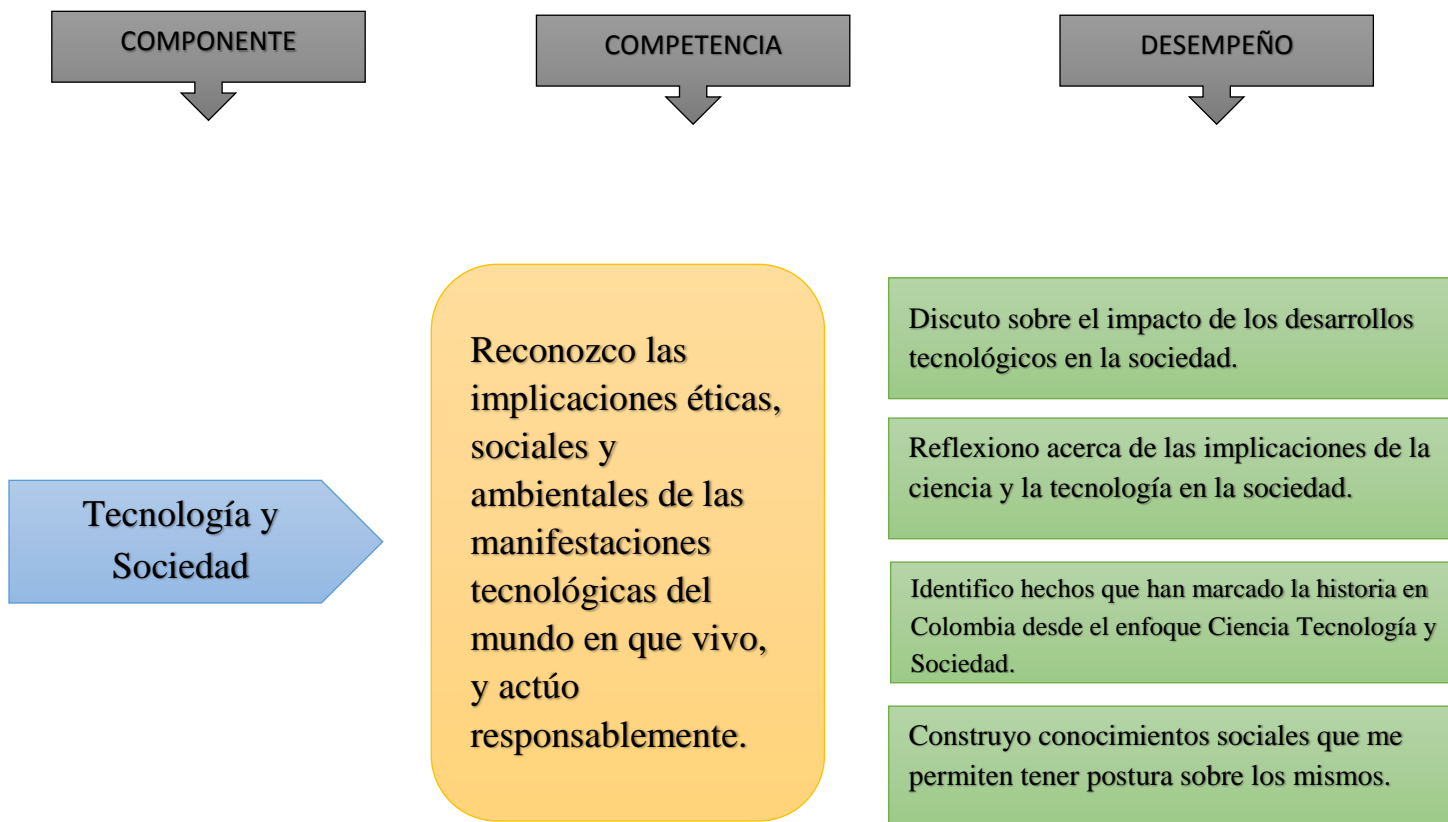 COMPONENTE
COMPETENCIA
DESEMPEÑO
Tecnología y
Sociedad
Reconozco las
implicaciones éticas,
sociales y
ambientales de las
manifestaciones
tecnológicas del
mundo en que vivo,
y actúo
responsablemente.
Discuto sobre el impacto de los desarrollos
tecnológicos en la sociedad.
Reflexiono acerca de las implicaciones de la
ciencia y la tecnología en la sociedad.
Identifico hechos que han marcado la historia en
Colombia desde el enfoque Ciencia Tecnología y
Sociedad.
Construyo conocimientos sociales que me
permiten tener postura sobre los mismos.